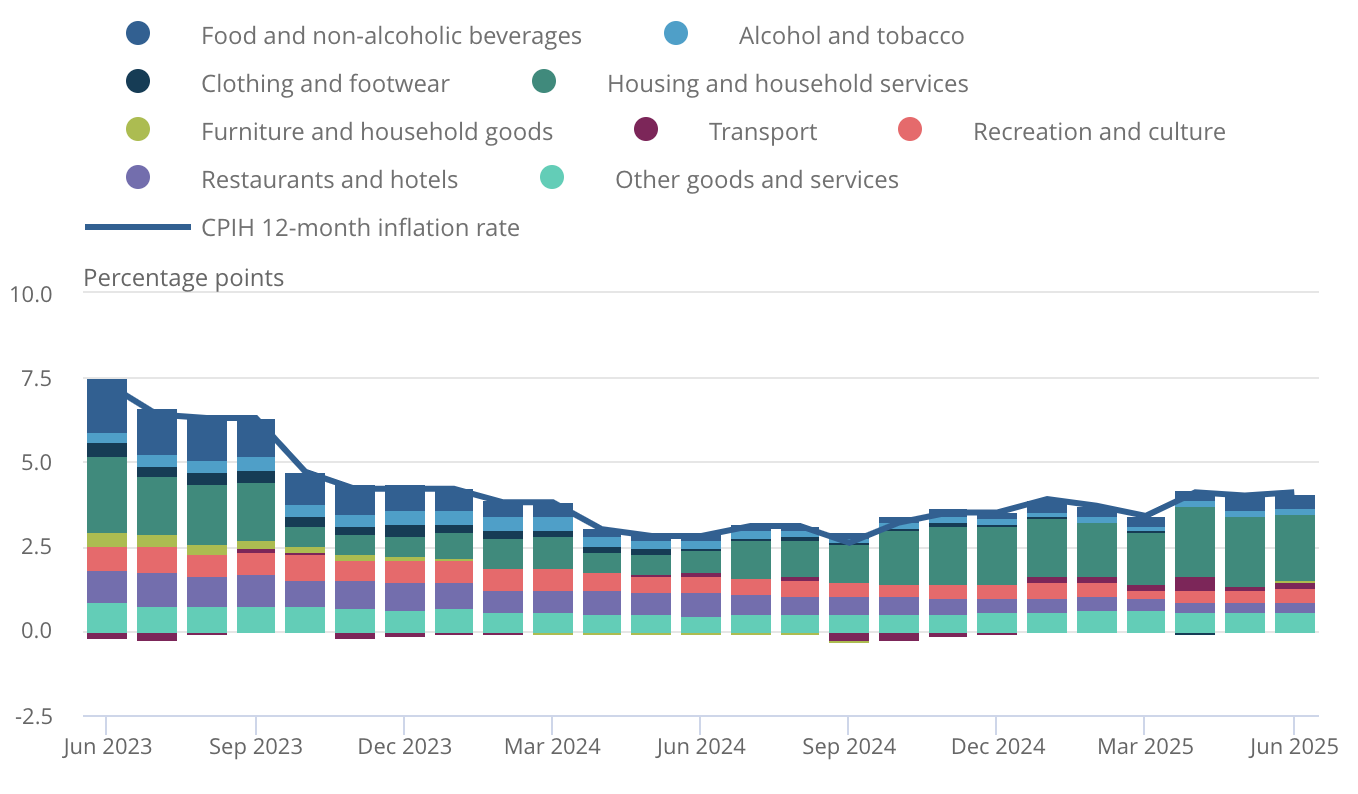 Food and non-alcoholic beverages Alcohol and tobacco
Clothing and footwear Housing and household services
Furniture and household goods Transport Recreation and culture
Restaurants and hotels Other goods and services
CPIH 12-month inflation rate
Percentage points
10.0
7.5
5.0
2.5
0.0
-2.5
Jun 2023 Sep 2023 Dec 2023 Mar 2024 Jun 2024 Sep 2024 Dec 2024 Mar 2025 Jun 2025